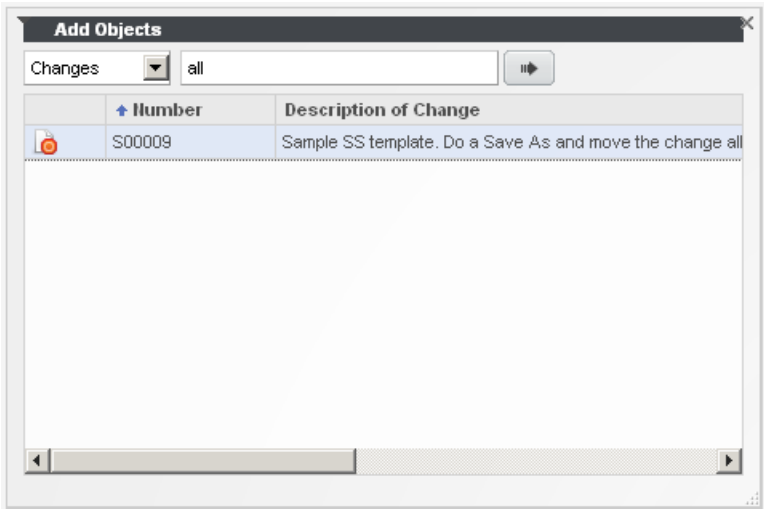 Add Objects
Changes all
Number Description of Change
S00009 Sample SS template. Do a Save As and move the change all